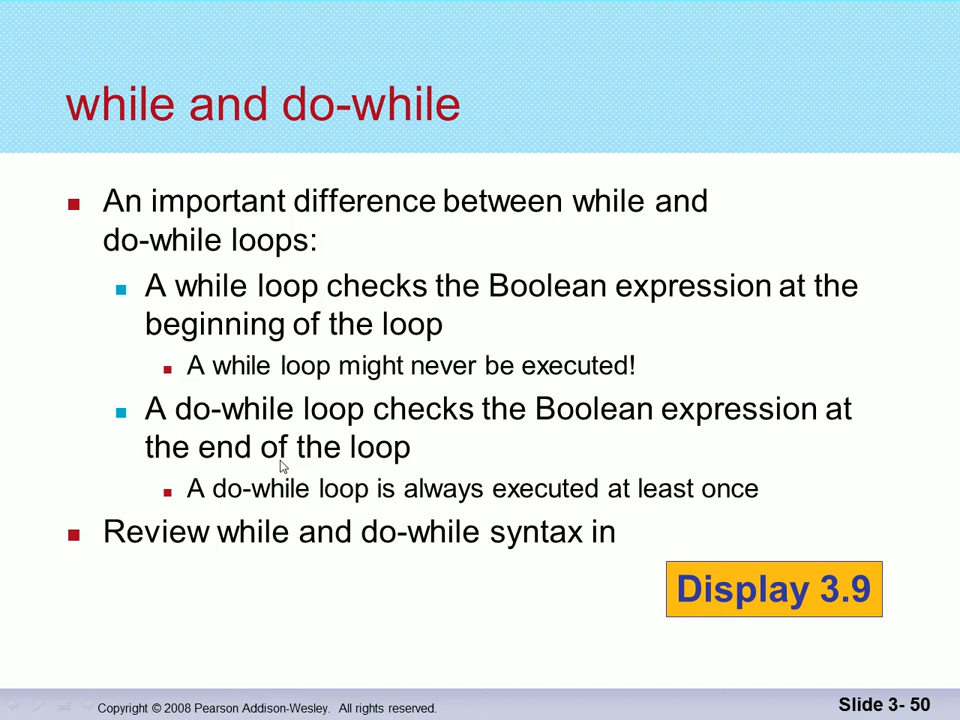 while and do-while
An important difference between while and
do-while loops:
A while loop checks the Boolean expression at the
beginning of the loop
A while loop might never be executed!
A do-while loop checks the Boolean expression at
the end of the loop
A do-while loop is always executed at least once
Review while and do-while syntax in
Display 3.9
Copyright © 2008 Pearson Addison-Wesley. All rights reserved.
Slide 3- 50